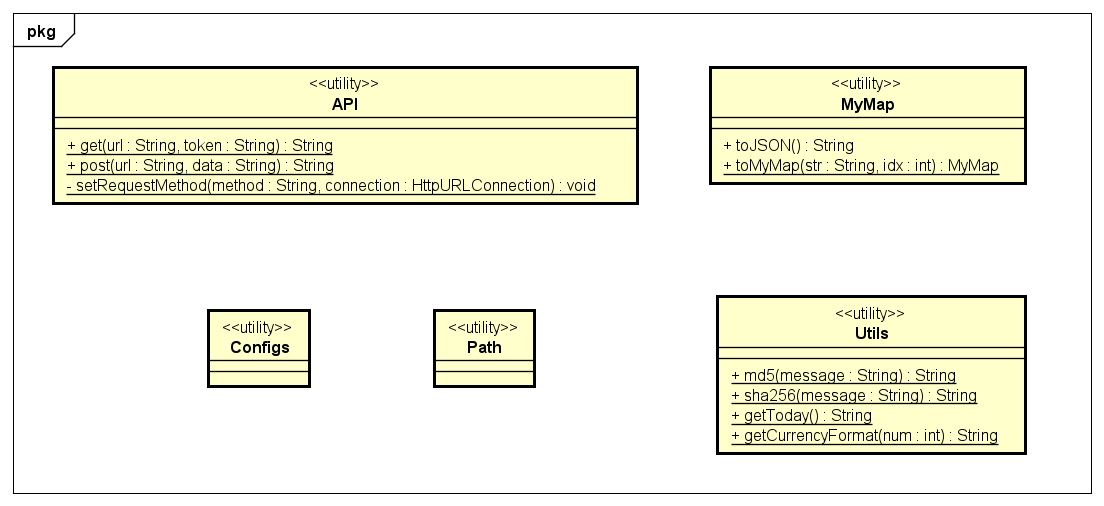 pkg
<<utility>>
API
+ get(url : String, token : String) : String
+ post(url : String, data : String) : String
- setRequestMethod(method : String, connection : HttpURLConnection) : void
<<utility>>
MyMap
+ toJSON() : String
+ toMyMap(str : String, idx : int) : MyMap
<<utility>>
Configs
<<utility>>
Path
<<utility>>
Utils
+ md5(message : String) : String
+ sha256(message : String) : String
+ getToday() : String
+ getCurrencyFormat(num : int) : String